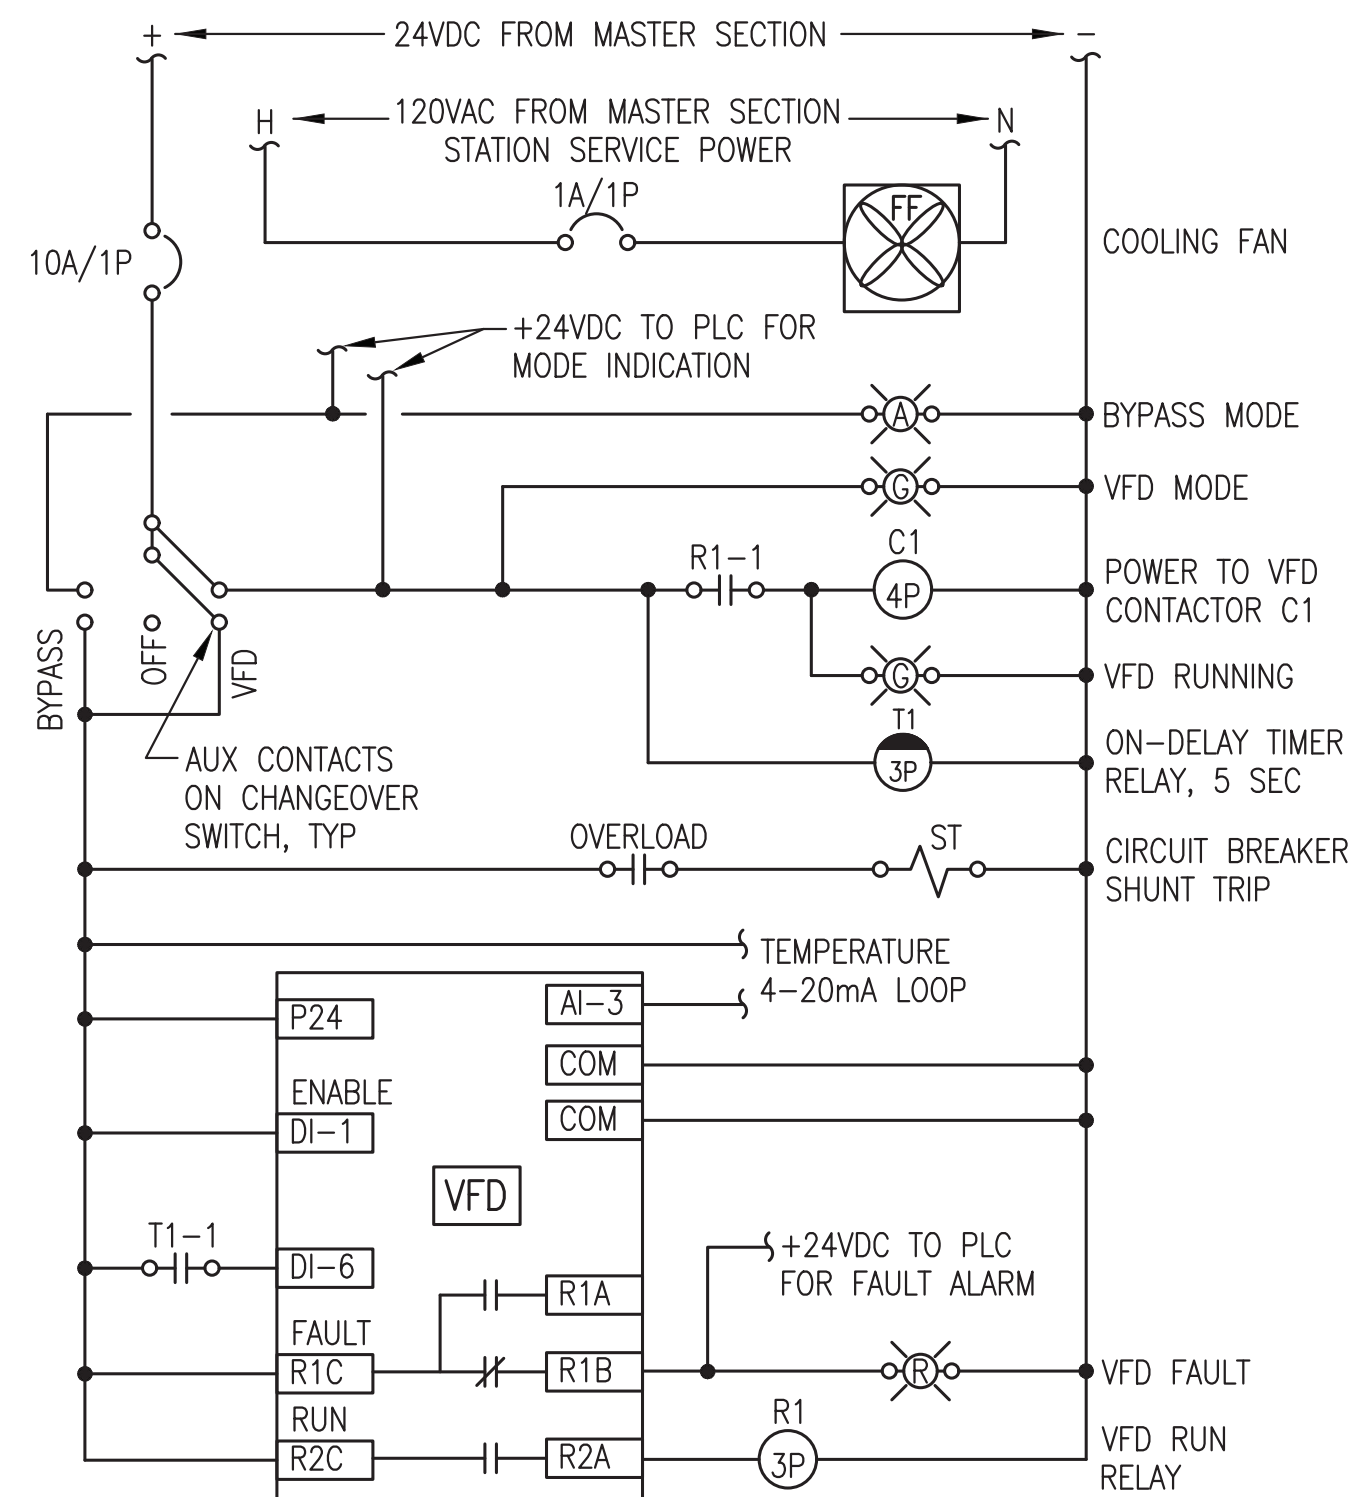 + 24VDC FROM MASTER SECTION −
H 120VAC FROM MASTER SECTION N
STATION SERVICE POWER
1A/1P
FF
COOLING FAN
10A/1P
+24VDC TO PLC FOR
MODE INDICATION
A
BYPASS MODE
G
VFD MODE
R1-1
C1
4P
POWER TO VFD
CONTACTOR C1
BYPASS
OFF
VFD
G
VFD RUNNING
T1
3P
ON-DELAY TIMER
RELAY, 5 SEC
AUX CONTACTS
ON CHANGEOVER
SWITCH, TYP
OVERLOAD
ST
CIRCUIT BREAKER
SHUNT TRIP
TEMPERATURE
4-20mA LOOP
P24
AI-3
COM
ENABLE
DI-1
COM
VFD
T1-1
DI-6
+24VDC TO PLC
FOR FAULT ALARM
R1A
FAULT
R1C
R1B
R
VFD FAULT
RUN
R2C
R2A
R1
3P
VFD RUN
RELAY